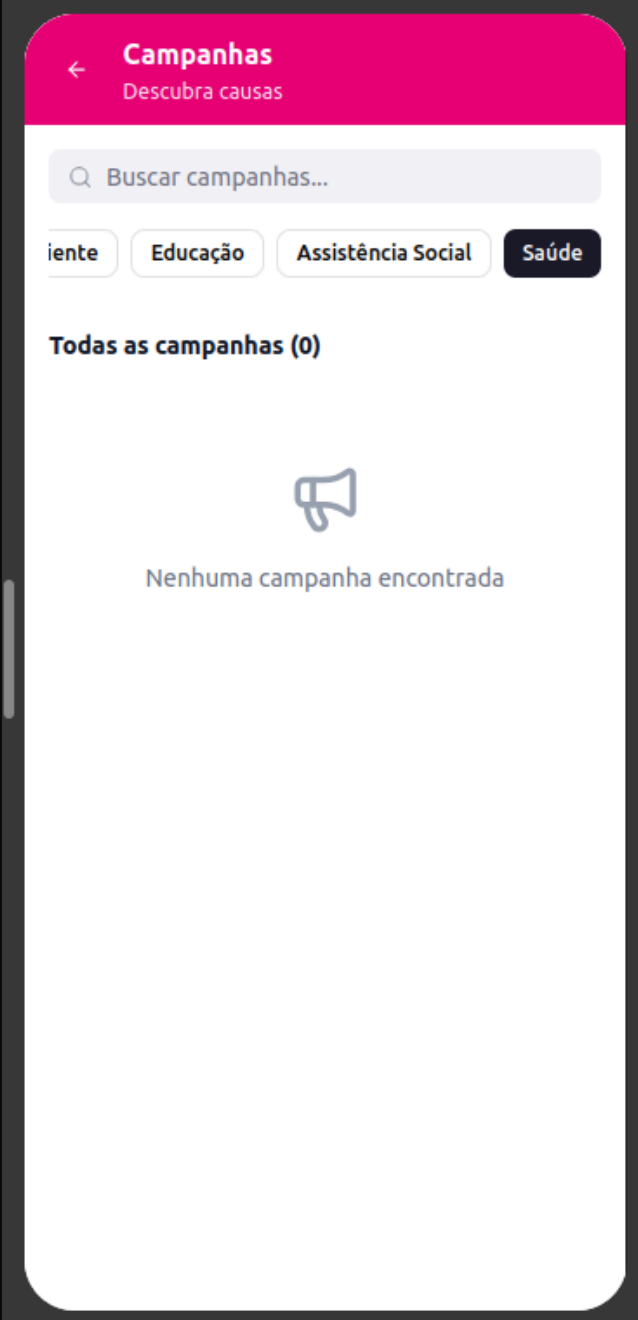 Campanhas
Descubra causas
Buscar campanhas...
iente Educação Assistência Social Saúde
Todas as campanhas (0)
Nenhuma campanha encontrada